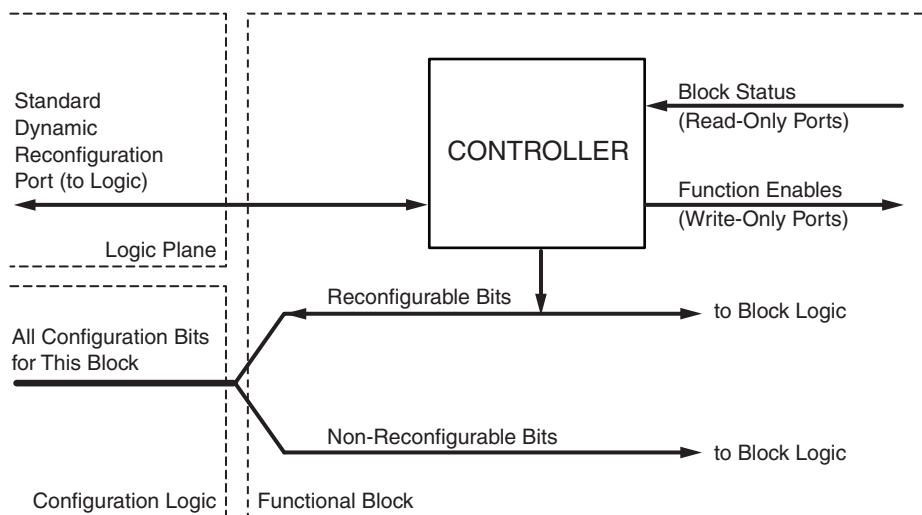 Standard
Dynamic
Reconfiguration
Port (to Logic)
Logic Plane
CONTROLLER
Block Status
(Read-Only Ports)
Function Enables
(Write-Only Ports)
Reconfigurable Bits
to Block Logic
All Configuration Bits
for This Block
Non-Reconfigurable Bits
to Block Logic
Configuration Logic
Functional Block